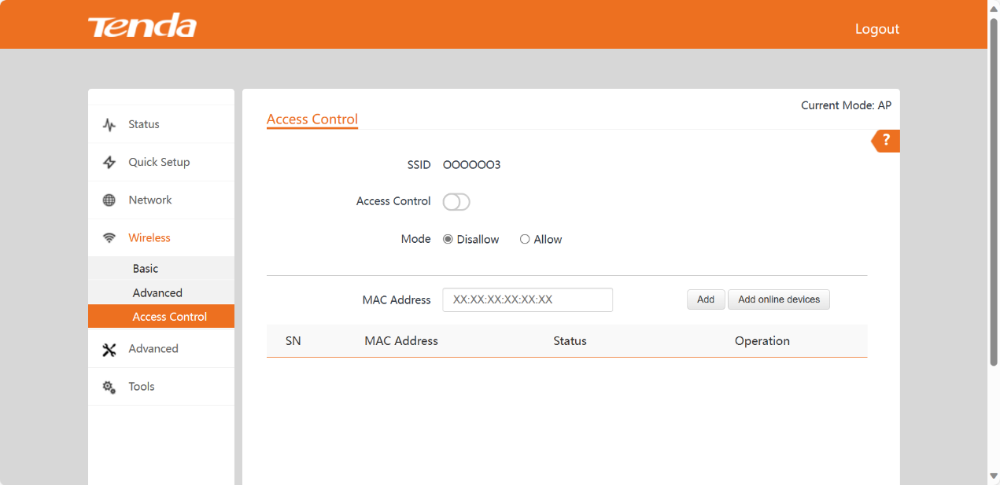 Tenda
Logout
Current Mode: AP
Access Control
?
Status
Quick Setup
Network
Wireless
Basic
Advanced
Access Control
Advanced
Tools
SSID OOOOOO3
Access Control
Mode Disallow Allow
MAC Address XX:XX:XX:XX:XX:XX Add Add online devices
SN MAC Address Status Operation